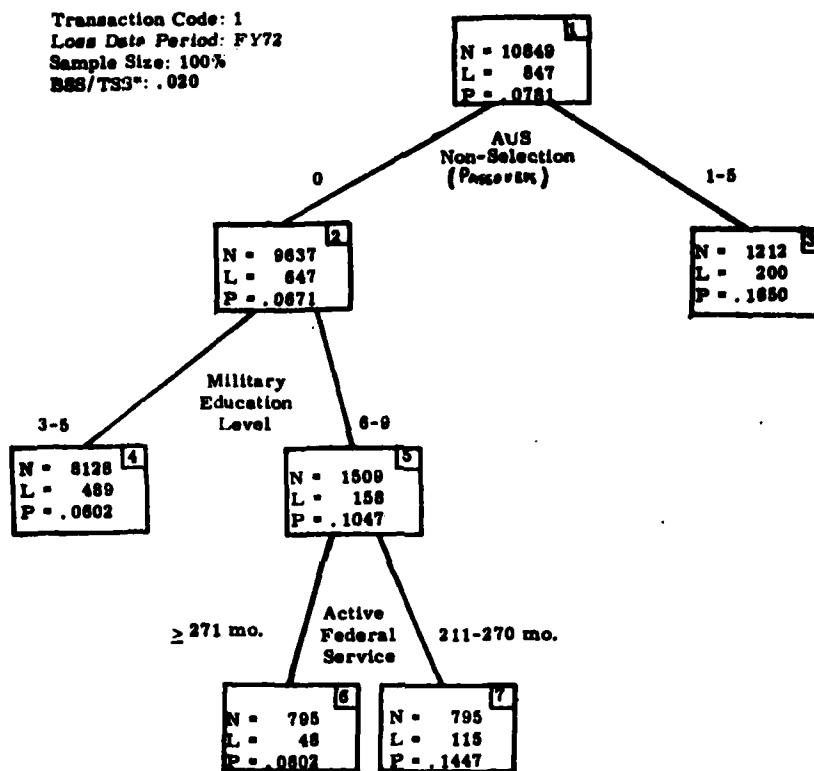 Transaction Code: 1
Loss Date Period: FY72
Sample Size: 100%
BSS/TSS*: .020
1
N = 10849
L = 847
P = .0781
AUS
Non-Selection
(Passovers)
0
1-5
2
N = 9637
L = 647
P = .0671
3
N = 1212
L = 200
P = .1650
Military
Education
Level
3-5
6-9
4
N = 8128
L = 489
P = .0602
5
N = 1509
L = 158
P = .1047
≥ 271 mo.
Active
Federal
Service
211-270 mo.
6
N = 795
L = 43
P = .0602
7
N = 795
L = 115
P = .1447